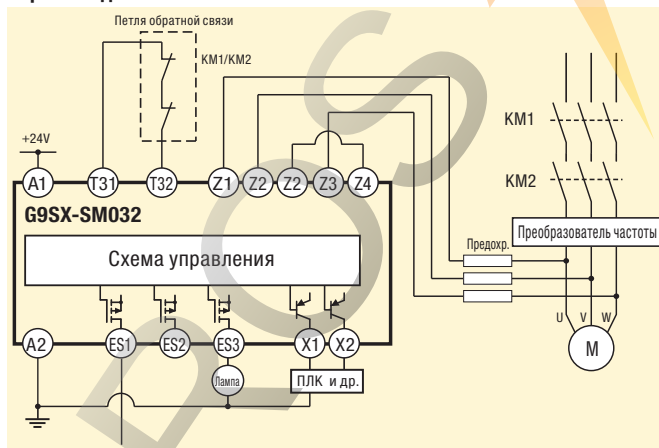 Петля обратной связи
KM1/KM2
+24V
A1
T31
T32
Z1
Z2
Z2
Z3
Z4
KM1
KM2
G9SX-SM032
Схема управления
Преобразователь частоты
Предохр.
U
V
W
M
A2
ES1
ES2
ES3
X1
X2
Лампа
ПЛК и др.